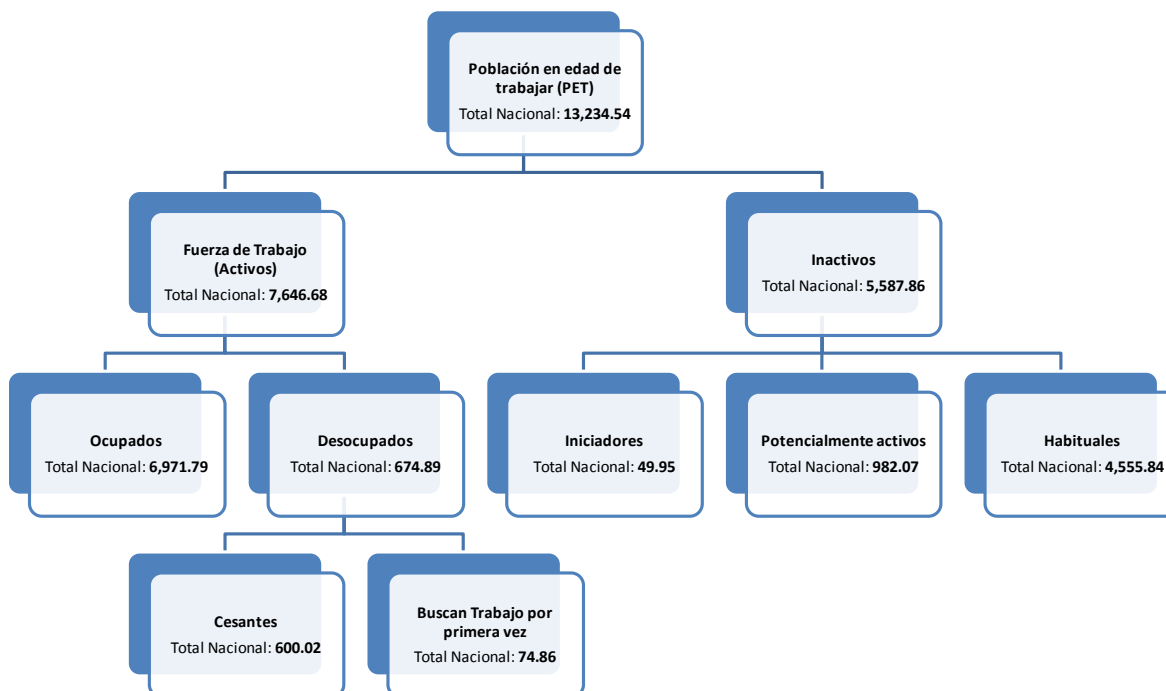 Población en edad de
trabajar (PET)
Total Nacional: 13,234.54
Fuerza de Trabajo
(Activos)
Total Nacional: 7,646.68
Inactivos
Total Nacional: 5,587.86
Ocupados
Total Nacional: 6,971.79
Desocupados
Total Nacional: 674.89
Iniciadores
Total Nacional: 49.95
Potencialmente activos
Total Nacional: 982.07
Habituales
Total Nacional: 4,555.84
Cesantes
Total Nacional: 600.02
Buscan Trabajo por
primera vez
Total Nacional: 74.86